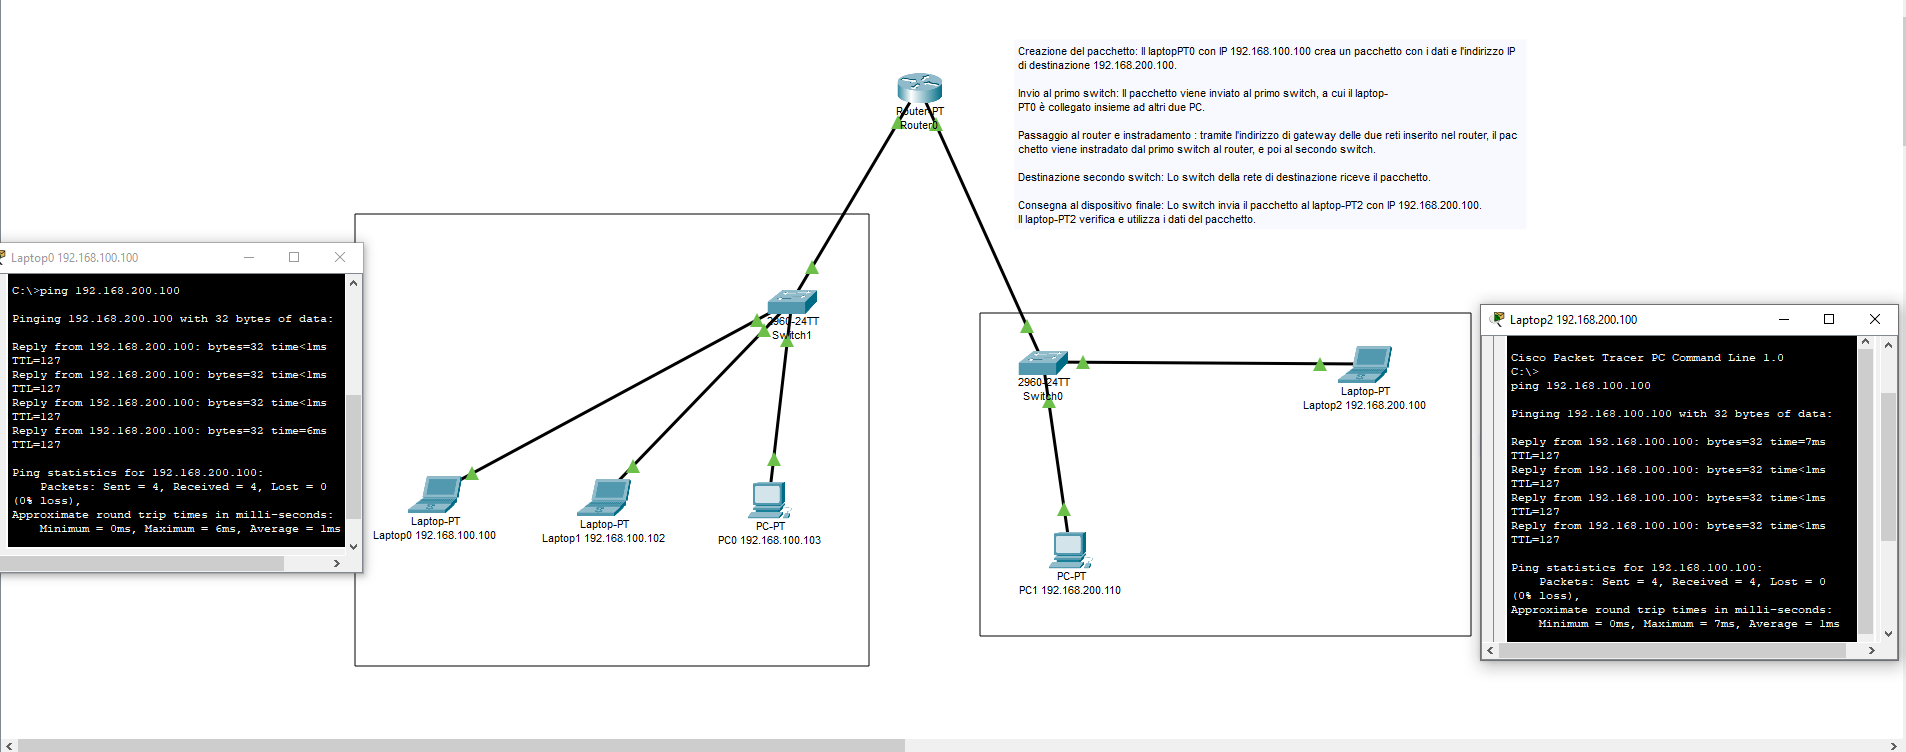 Creazione del pacchetto: Il laptopPT0 con IP 192.168.100.100 crea un pacchetto con i dati e l'indirizzo IP
di destinazione 192.168.200.100.
Invio al primo switch: Il pacchetto viene inviato al primo switch, a cui il laptop-
PT0 è collegato insieme ad altri due PC.
Passaggio al router e instradamento : tramite l'indirizzo di gateway delle due reti inserito nel router, il pac
chetto viene instradato dal primo switch al router, e poi al secondo switch.
Destinazione secondo switch: Lo switch della rete di destinazione riceve il pacchetto.
Consegna al dispositivo finale: Lo switch invia il pacchetto al laptop-PT2 con IP 192.168.200.100.
Il laptop-PT2 verifica e utilizza i dati del pacchetto.
Router-PT
Router0
Laptop0 192.168.100.100
C:\>ping 192.168.200.100
Pinging 192.168.200.100 with 32 bytes of data:
Reply from 192.168.200.100: bytes=32 time<1ms
TTL=127
Reply from 192.168.200.100: bytes=32 time<1ms
TTL=127
Reply from 192.168.200.100: bytes=32 time<1ms
TTL=127
Reply from 192.168.200.100: bytes=32 time=6ms
TTL=127
Ping statistics for 192.168.200.100:
Packets: Sent = 4, Received = 4, Lost = 0
(0% loss),
Approximate round trip times in milli-seconds:
Minimum = 0ms, Maximum = 6ms, Average = 1ms
2960-24TT
Switch1
Laptop-PT
Laptop0 192.168.100.100
Laptop-PT
Laptop1 192.168.100.102
PC-PT
PC0 192.168.100.103
2960-24TT
Switch0
Laptop-PT
Laptop2 192.168.200.100
PC-PT
PC1 192.168.200.110
Laptop2 192.168.200.100
Cisco Packet Tracer PC Command Line 1.0
C:\>
ping 192.168.100.100
Pinging 192.168.100.100 with 32 bytes of data:
Reply from 192.168.100.100: bytes=32 time=7ms
TTL=127
Reply from 192.168.100.100: bytes=32 time<1ms
TTL=127
Reply from 192.168.100.100: bytes=32 time<1ms
TTL=127
Reply from 192.168.100.100: bytes=32 time<1ms
TTL=127
Ping statistics for 192.168.100.100:
Packets: Sent = 4, Received = 4, Lost = 0
(0% loss),
Approximate round trip times in milli-seconds:
Minimum = 0ms, Maximum = 7ms, Average = 1ms